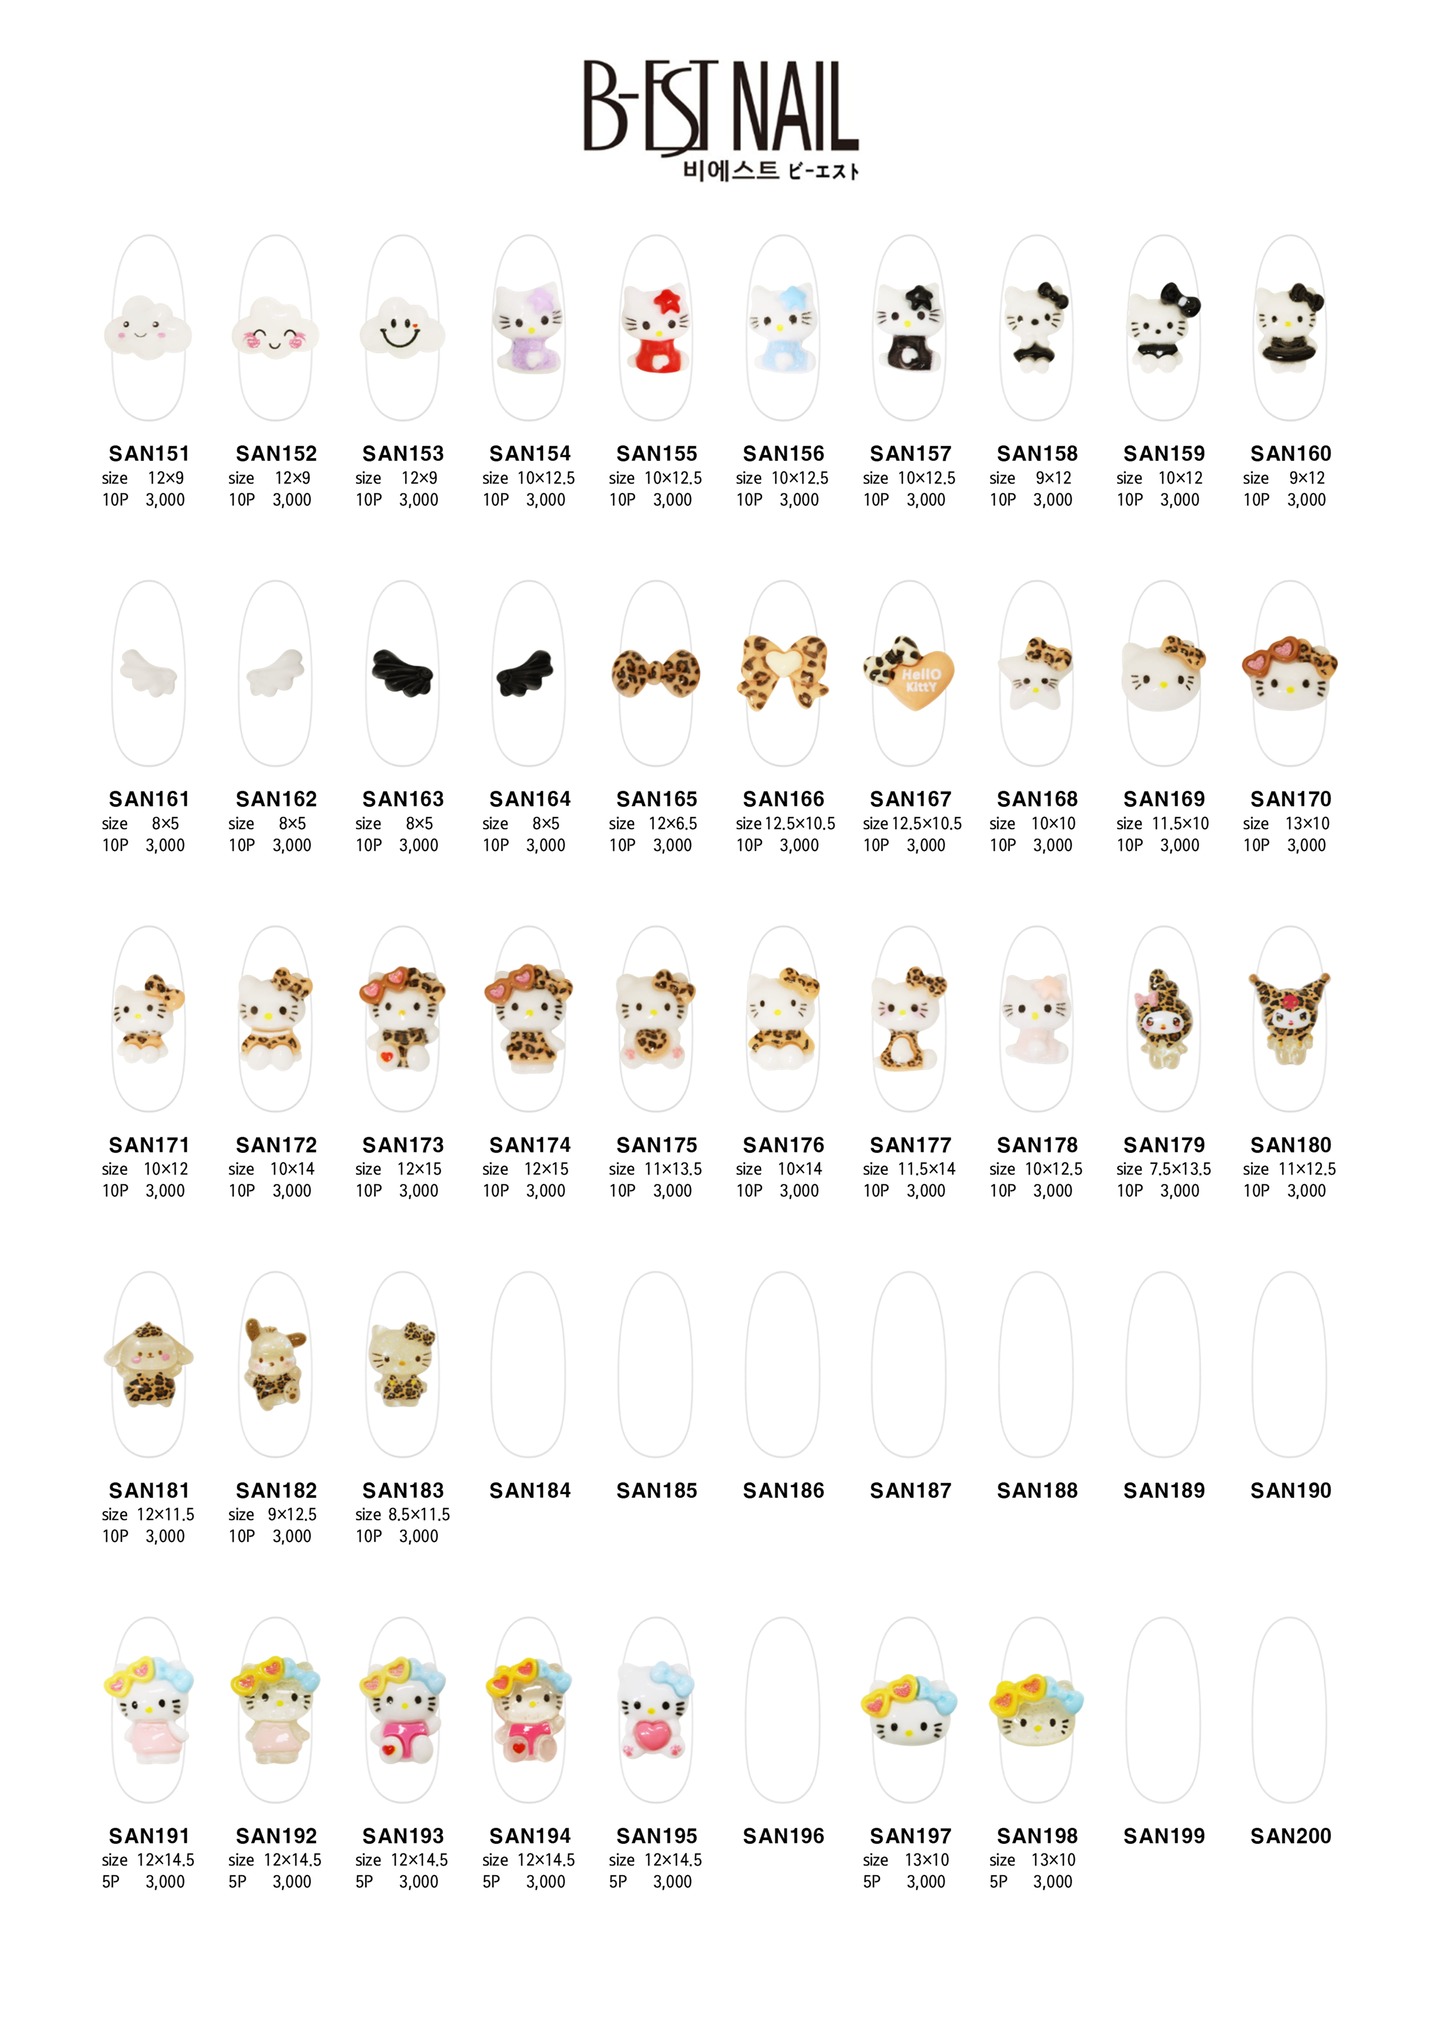 B-EST NAIL
비에스트 ビーエスト
SAN151 SAN152 SAN153 SAN154 SAN155 SAN156 SAN157 SAN158 SAN159 SAN160
size 12×9 size 12×9 size 12×9 size 10×12.5 size 10×12.5 size 10×12.5 size 10×12.5 size 9×12 size 10×12 size 9×12
10P 3,000 10P 3,000 10P 3,000 10P 3,000 10P 3,000 10P 3,000 10P 3,000 10P 3,000 10P 3,000 10P 3,000
HellO
KittY
SAN161 SAN162 SAN163 SAN164 SAN165 SAN166 SAN167 SAN168 SAN169 SAN170
size 8×5 size 8×5 size 8×5 size 8×5 size 12×6.5 size 12.5×10.5 size 12.5×10.5 size 10×10 size 11.5×10 size 13×10
10P 3,000 10P 3,000 10P 3,000 10P 3,000 10P 3,000 10P 3,000 10P 3,000 10P 3,000 10P 3,000 10P 3,000
SAN171 SAN172 SAN173 SAN174 SAN175 SAN176 SAN177 SAN178 SAN179 SAN180
size 10×12 size 10×14 size 12×15 size 12×15 size 11×13.5 size 10×14 size 11.5×14 size 10×12.5 size 7.5×13.5 size 11×12.5
10P 3,000 10P 3,000 10P 3,000 10P 3,000 10P 3,000 10P 3,000 10P 3,000 10P 3,000 10P 3,000 10P 3,000
SAN181 SAN182 SAN183 SAN184 SAN185 SAN186 SAN187 SAN188 SAN189 SAN190
size 12×11.5 size 9×12.5 size 8.5×11.5
10P 3,000 10P 3,000 10P 3,000
SAN191 SAN192 SAN193 SAN194 SAN195 SAN196 SAN197 SAN198 SAN199 SAN200
size 12×14.5 size 12×14.5 size 12×14.5 size 12×14.5 size 12×14.5 size 13×10 size 13×10
5P 3,000 5P 3,000 5P 3,000 5P 3,000 5P 3,000 5P 3,000 5P 3,000